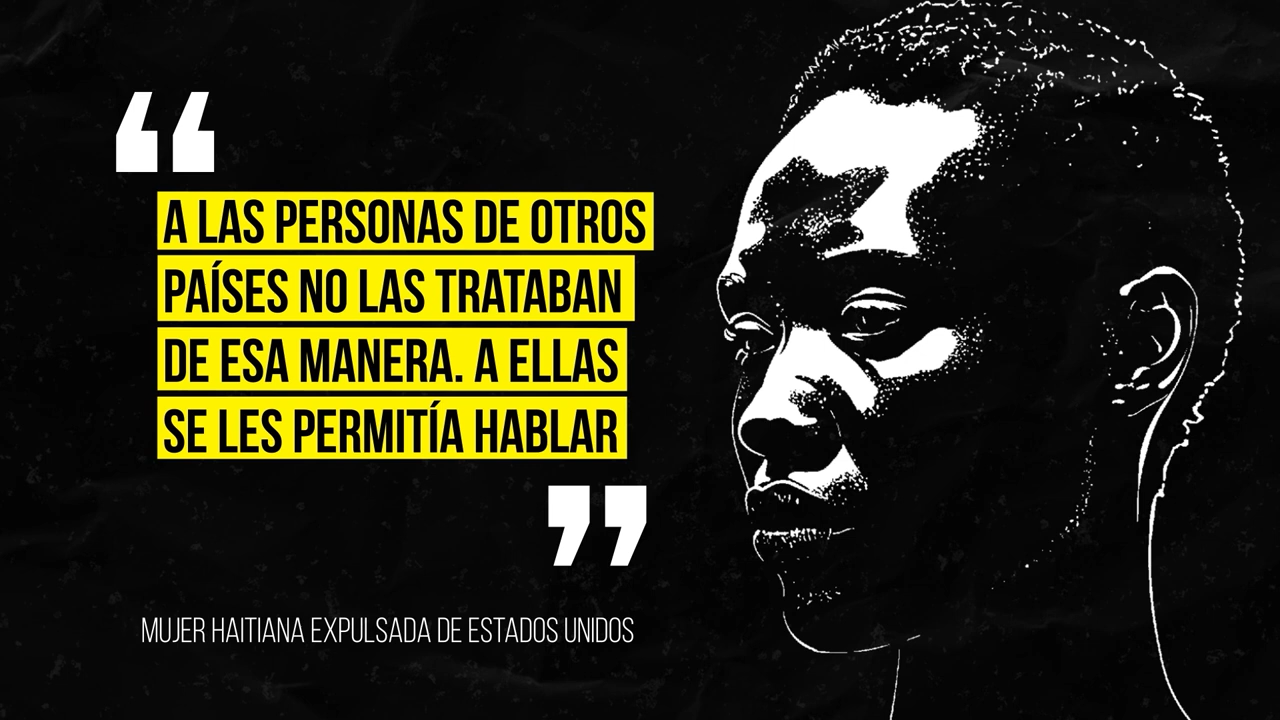 “
A LAS PERSONAS DE OTROS
PAÍSES NO LAS TRATABAN
DE ESA MANERA. A ELLAS
SE LES PERMITÍA HABLAR
”
MUJER HAITIANA EXPULSADA DE ESTADOS UNIDOS